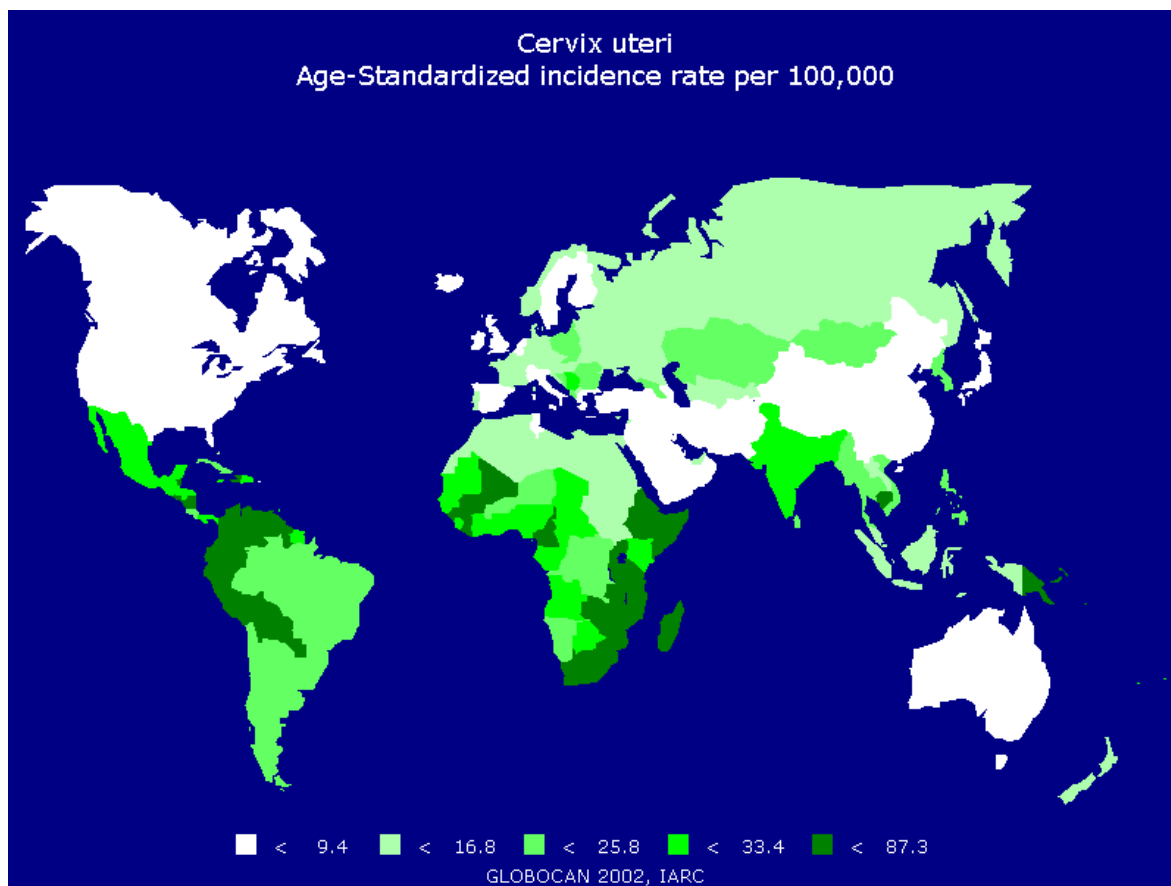 Cervix uteri
Age-Standardized incidence rate per 100,000
< 9.4 < 16.8 < 25.8 < 33.4 < 87.3
GLOBOCAN 2002, IARC